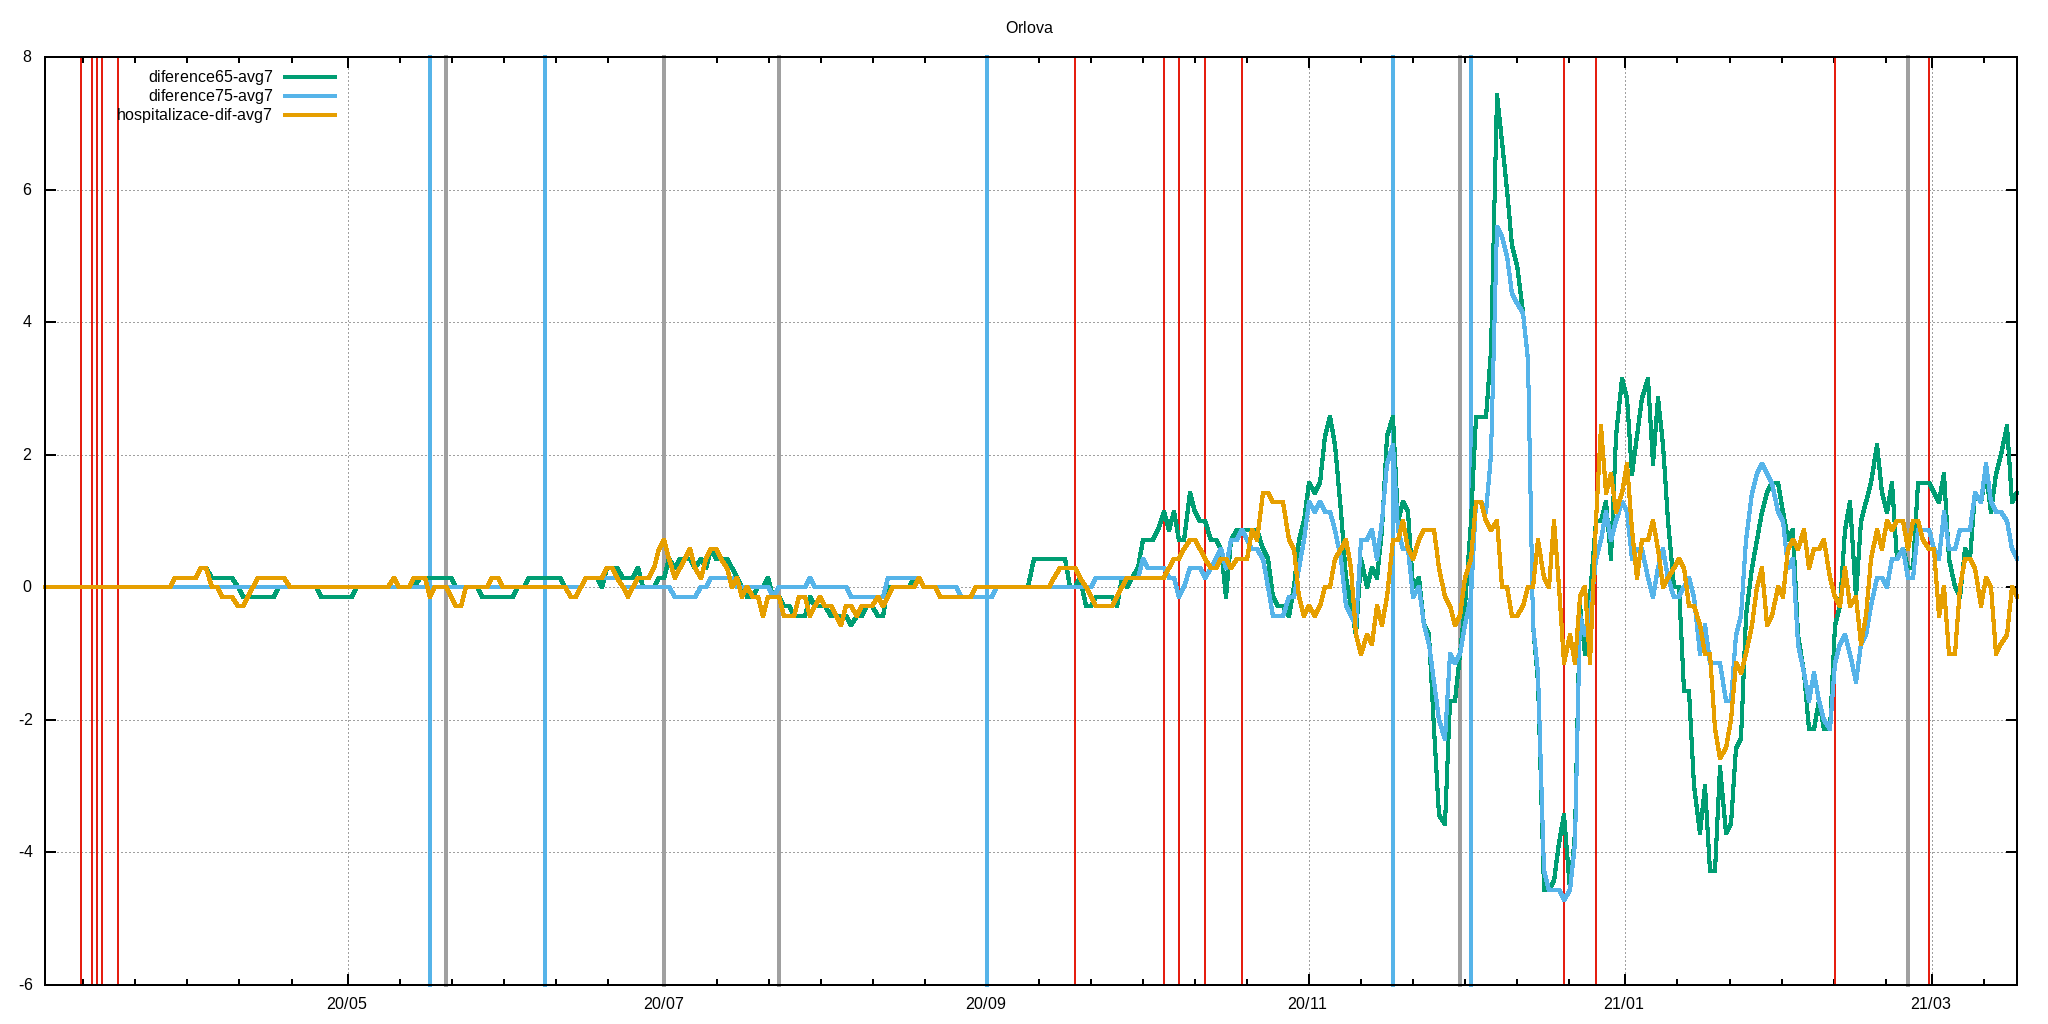 Orlova
8
diference65-avg7
diference75-avg7
hospitalizace-dif-avg7
6
4
2
0
-2
-4
-6
20/05 20/07 20/09 20/11 21/01 21/03